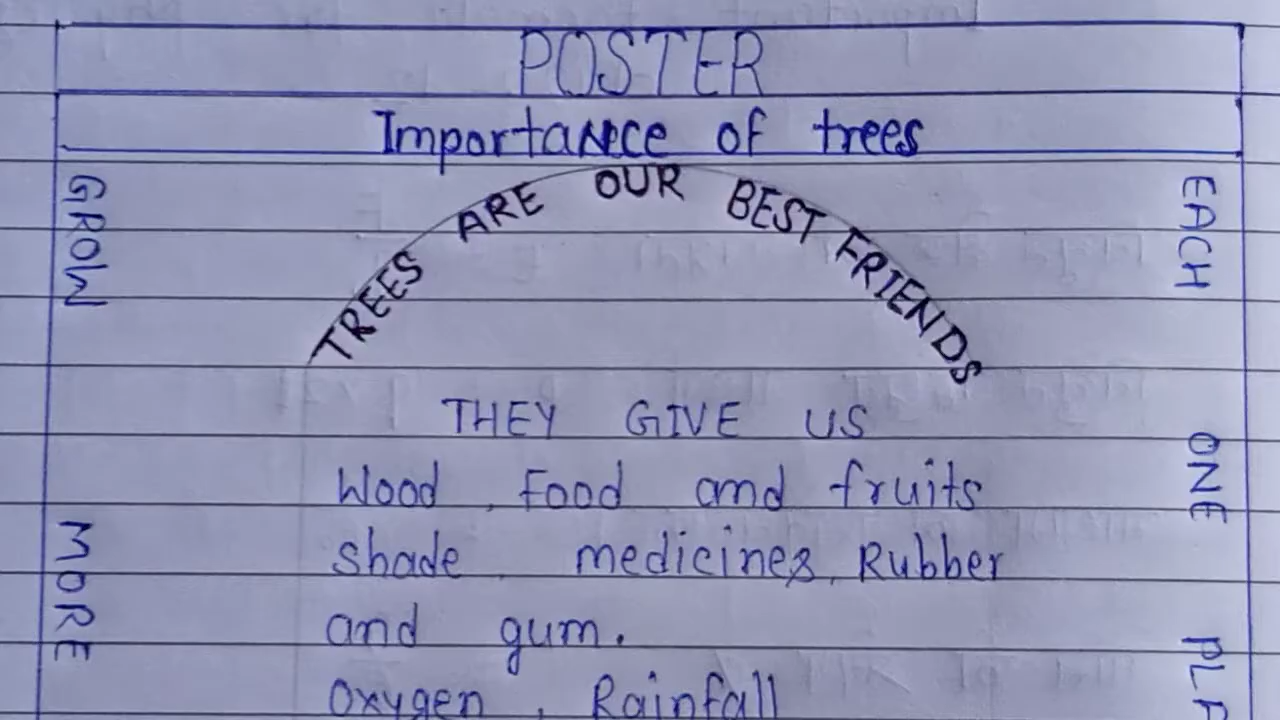 POSTER
Importanece of trees
TREES ARE OUR BEST FRIENDS
GROW
MORE
EACH
ONE
THEY GIVE US
Wood, Food and fruits
shade, medicines, Rubber
and gum.
Oxygen, Rainfall